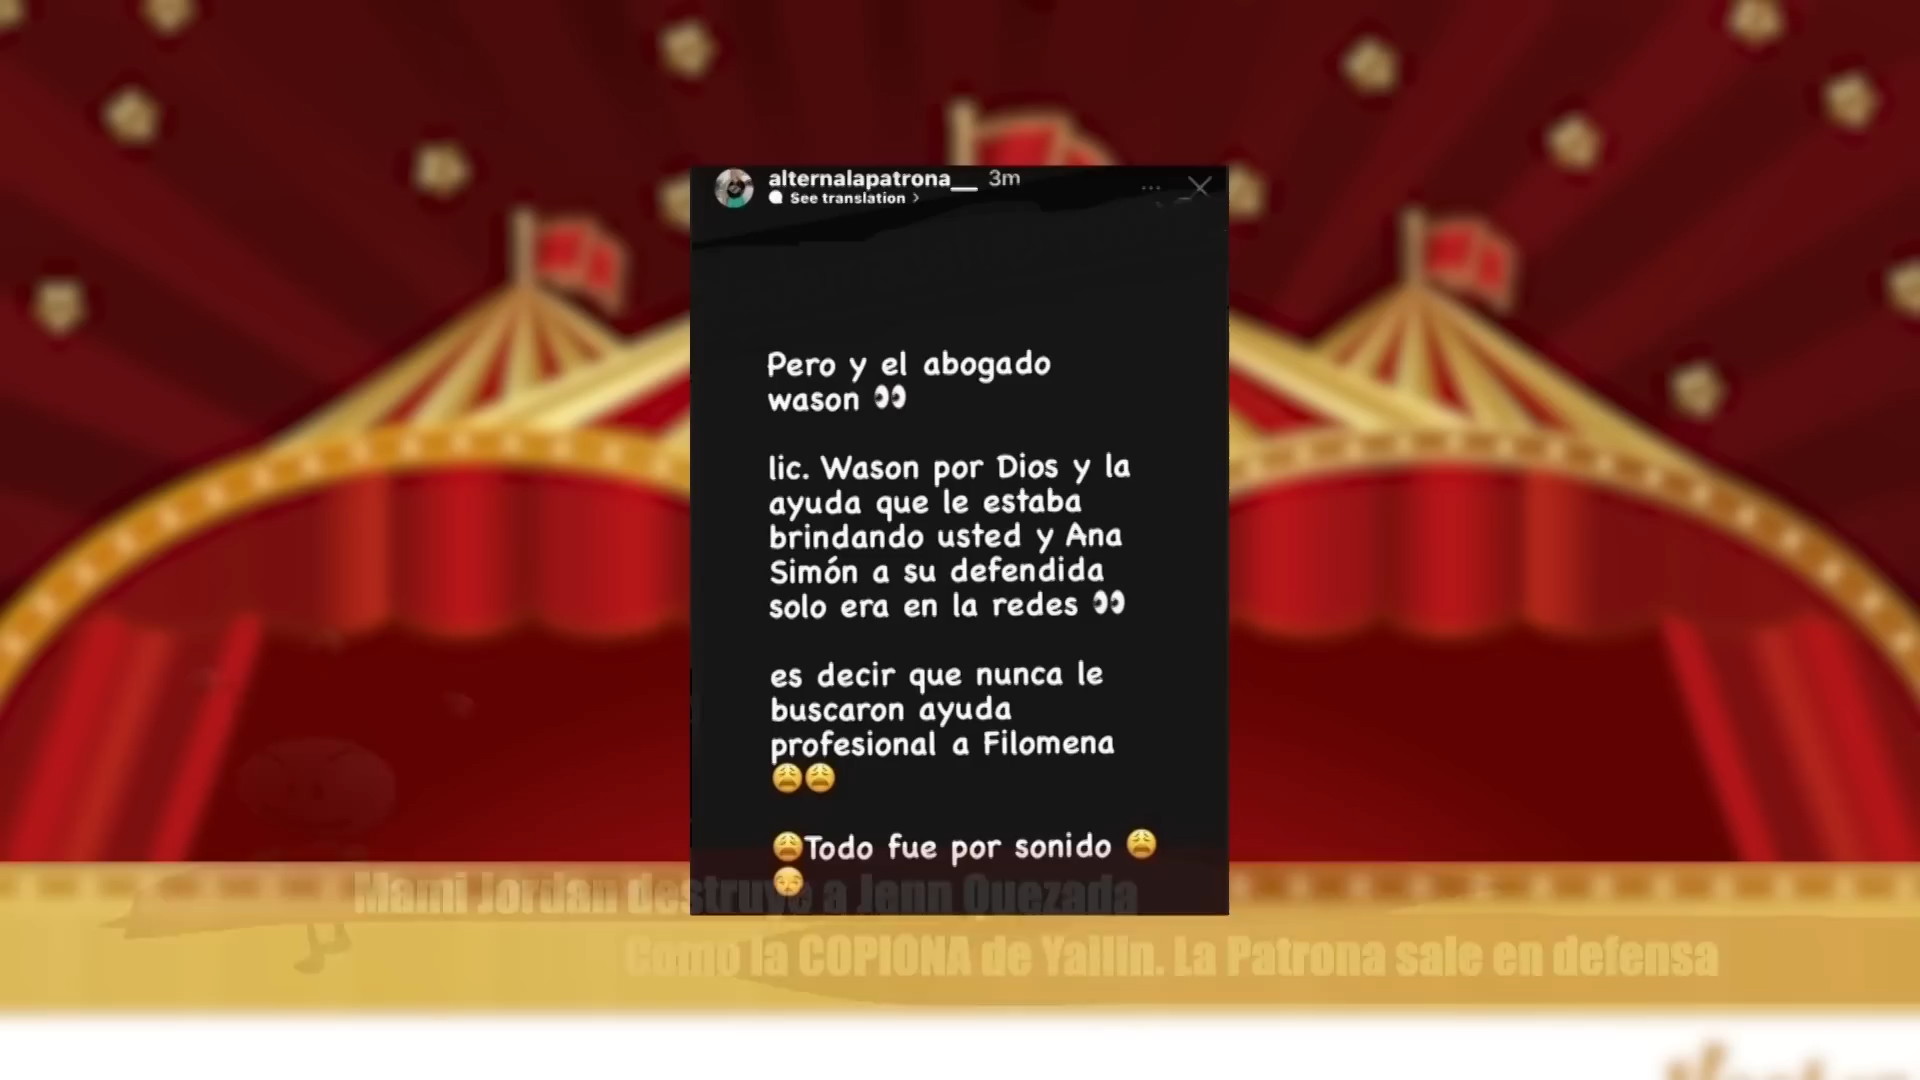 alternalapatrona__ 3m
See translation >
Pero y el abogado
wason 👀
lic. Wason por Dios y la
ayuda que le estaba
brindando usted y Ana
Simón a su defendida
solo era en la redes 👀
es decir que nunca le
buscaron ayuda
profesional a Filomena
😩😩
😩Todo fue por sonido 😩
😒
Mami Jordan destruye a Jenn Quezada
Como la COPIONA de Yailin. La Patrona sale en defensa